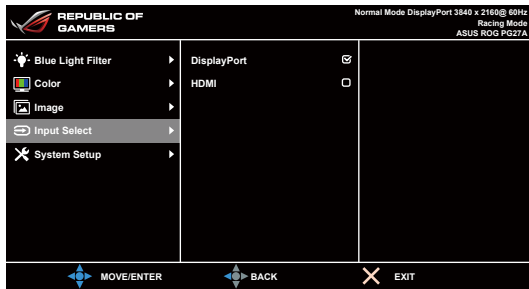 REPUBLIC OF
GAMERS
Normal Mode DisplayPort 3840 x 2160@ 60Hz
Racing Mode
ASUS ROG PG27A
Blue Light Filter
Color
Image
Input Select
System Setup
DisplayPort
HDMI
MOVE/ENTER
BACK
EXIT